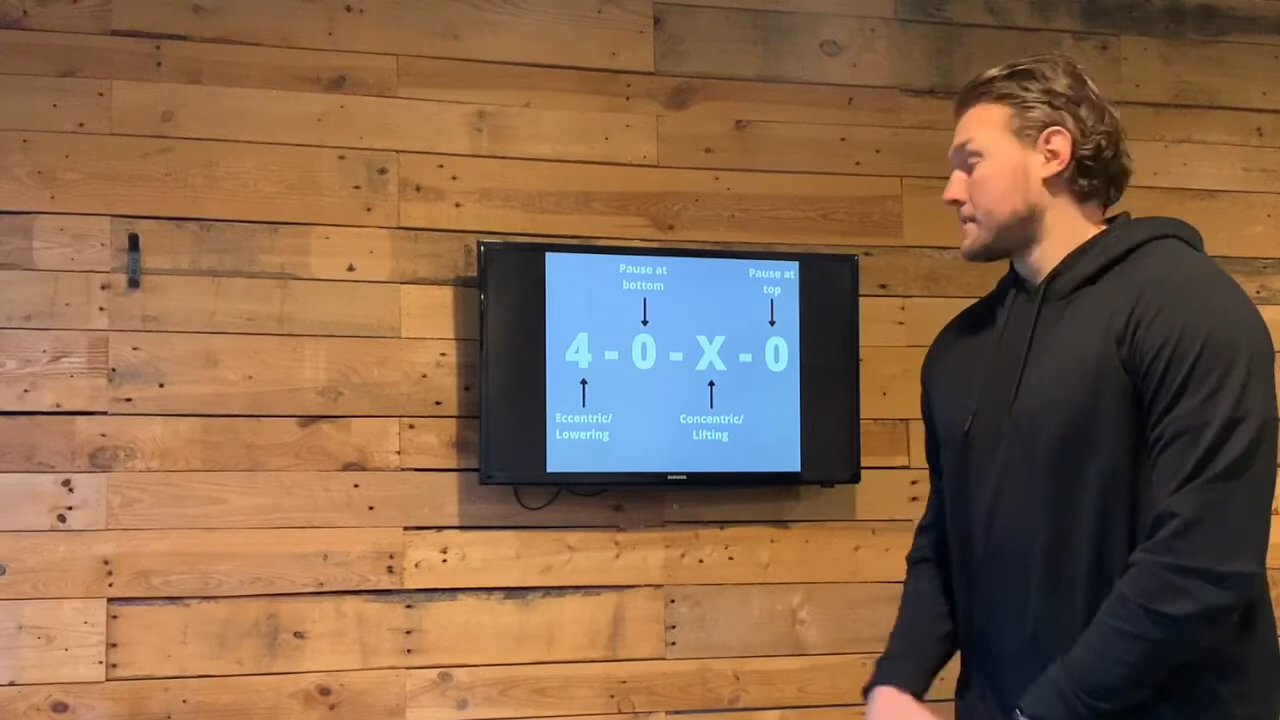 Pause at
bottom
Pause at
top
4 - 0 - X - 0
Eccentric/
Lowering
Concentric/
Lifting
SAMSUNG